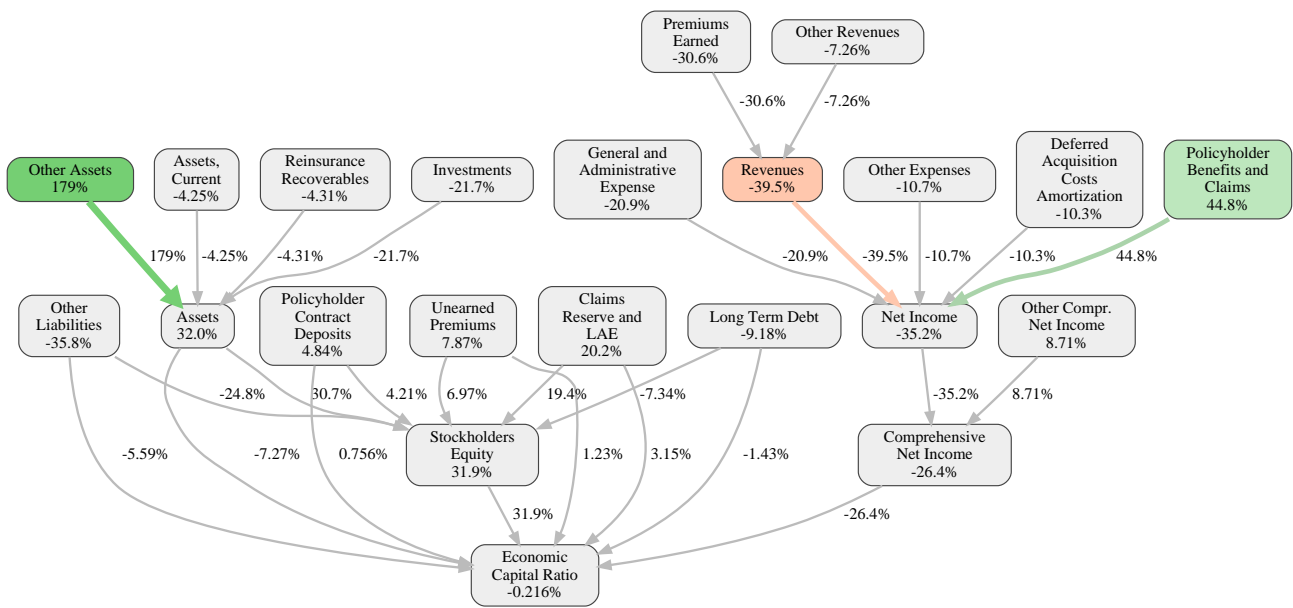 Premiums
Earned
-30.6%
Other Revenues
-7.26%
-30.6%
-7.26%
Other Assets
179%
Assets,
Current
-4.25%
Reinsurance
Recoverables
-4.31%
Investments
-21.7%
General and
Administrative
Expense
-20.9%
Revenues
-39.5%
Other Expenses
-10.7%
Deferred
Acquisition
Costs
Amortization
-10.3%
Policyholder
Benefits and
Claims
44.8%
179%
-4.25%
-4.31%
-21.7%
-20.9%
-39.5%
-10.7%
-10.3%
44.8%
Other
Liabilities
-35.8%
Assets
32.0%
Policyholder
Contract
Deposits
4.84%
Unearned
Premiums
7.87%
Claims
Reserve and
LAE
20.2%
Long Term Debt
-9.18%
Net Income
-35.2%
Other Compr.
Net Income
8.71%
-24.8%
30.7%
4.21%
6.97%
19.4%
-7.34%
-35.2%
8.71%
Stockholders
Equity
31.9%
Comprehensive
Net Income
-26.4%
-5.59%
-7.27%
0.756%
1.23%
3.15%
-1.43%
31.9%
-26.4%
Economic
Capital Ratio
-0.216%